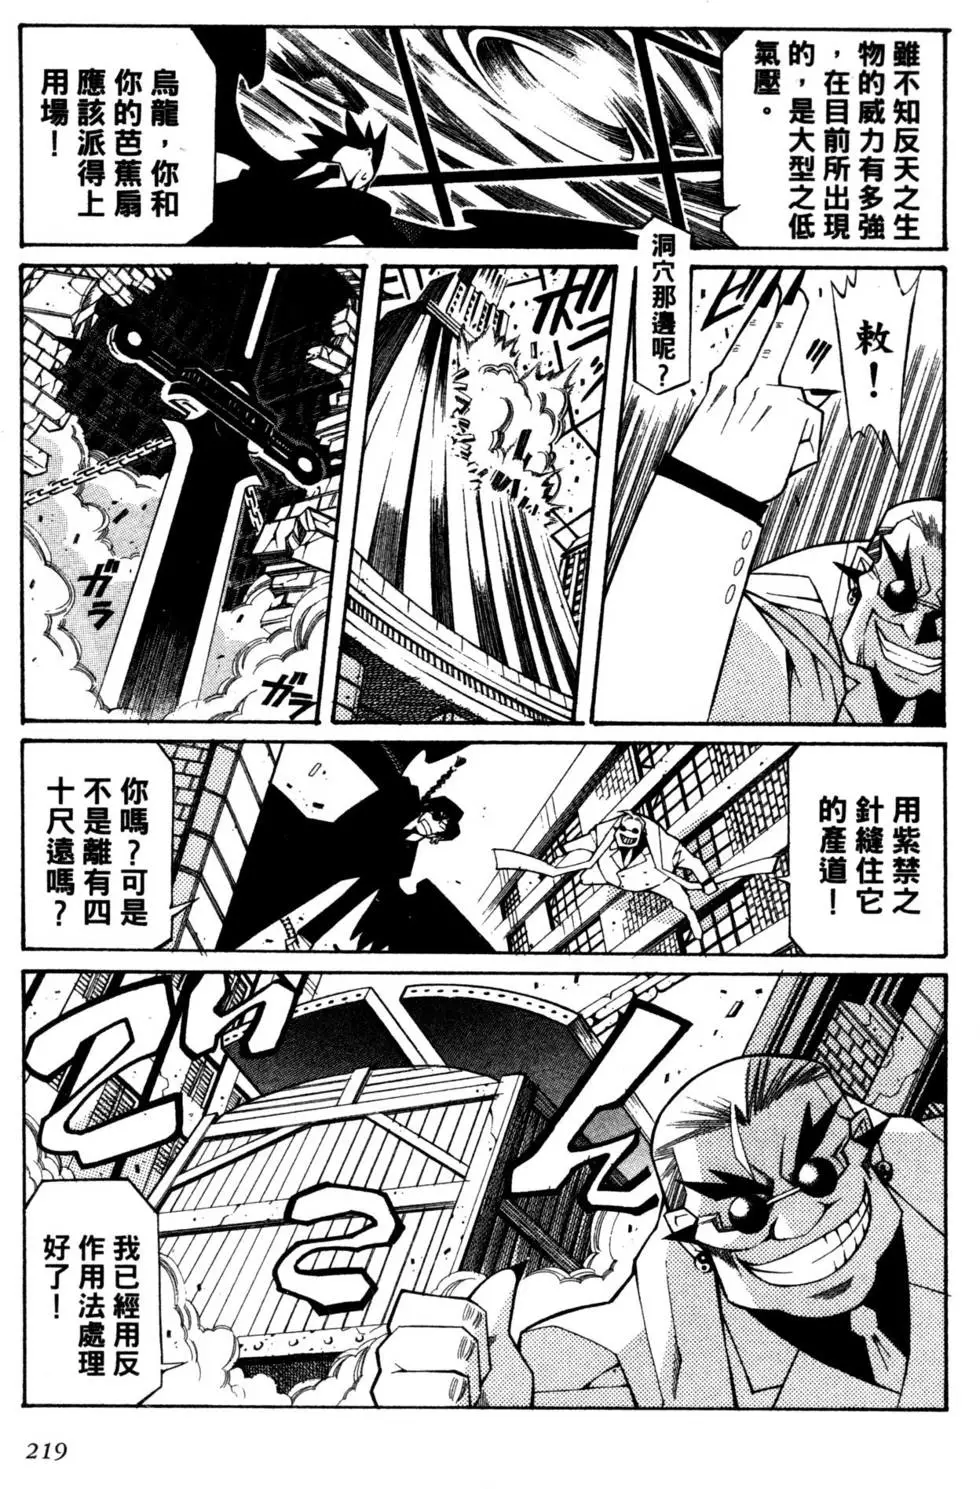 雖不知反天之生
物的威力有多強
，在目前所出現
的，是大型之低
氣壓。
烏龍，你和
你的芭蕉扇
應該派得上
用場！
敕！
洞穴那邊呢？
ガラ
ガラ
用紫禁之
針縫住它
的產道！
你嗎？可是
不是離有四
十尺遠嗎？
我已經用反
作用法處理
好了！
219